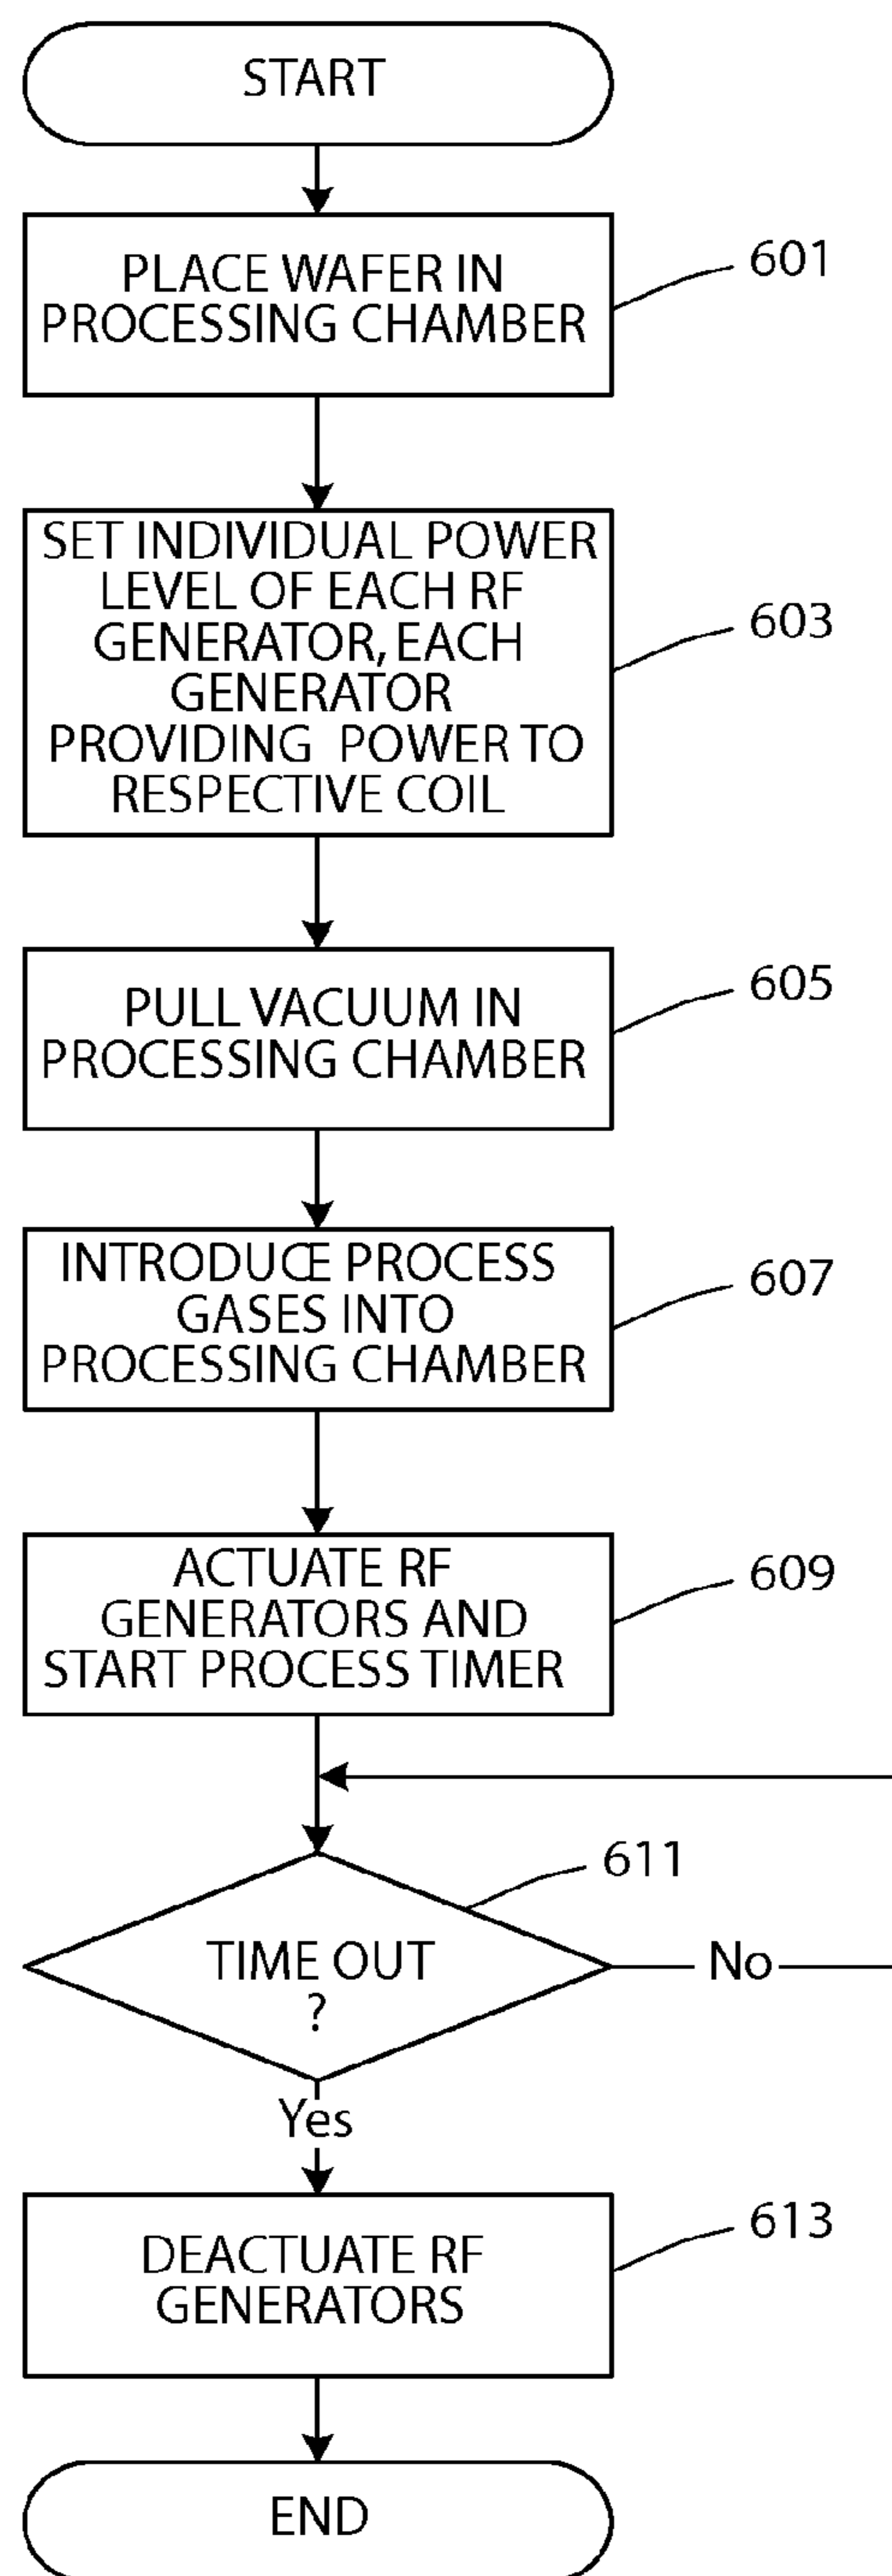 START
PLACE WAFER IN
PROCESSING CHAMBER
601
SET INDIVIDUAL POWER
LEVEL OF EACH RF
GENERATOR, EACH
GENERATOR
PROVIDING POWER TO
RESPECTIVE COIL
603
PULL VACUUM IN
PROCESSING CHAMBER
605
INTRODUCE PROCESS
GASES INTO
PROCESSING CHAMBER
607
ACTUATE RF
GENERATORS AND
START PROCESS TIMER
609
611
TIME OUT
?
No
Yes
DEACTUATE RF
GENERATORS
613
END